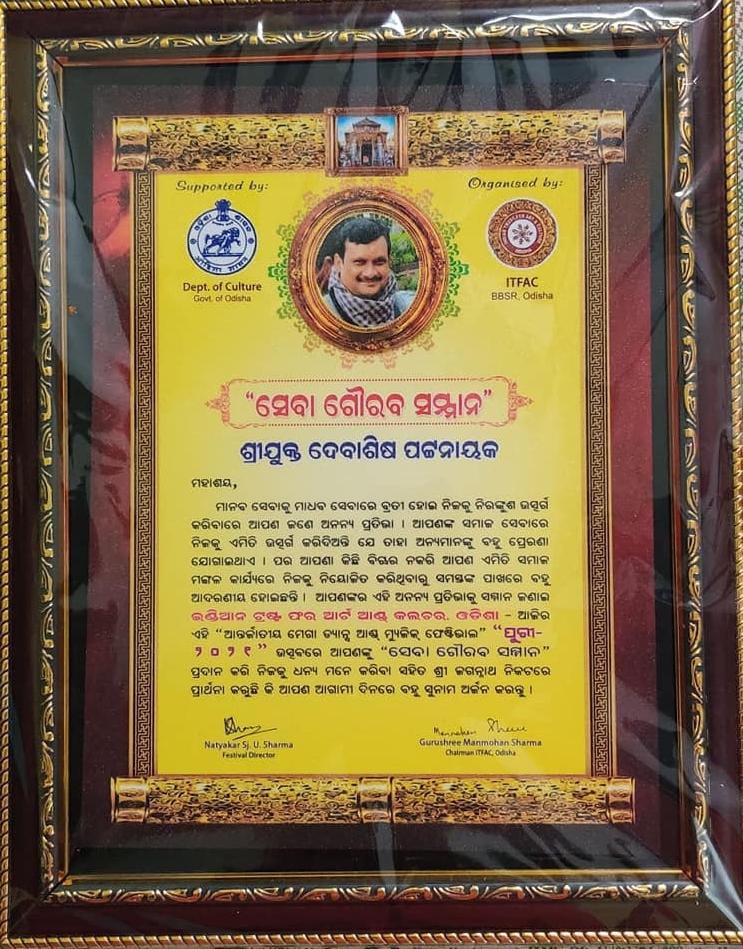 Supported by:
Organised by:
Dept. of Culture
Govt. of Odisha
ITFAC
BBSR, Odisha
"ସେବା ଗୌରବ ସମ୍ମାନ"
ଶ୍ରୀଯୁକ୍ତ ଦେବାଶିଷ ପଟ୍ଟନାୟକ
ମହାଶୟ,
ମାନବ ସେବାକୁ ମାଧବ ସେବାରେ ବ୍ରତୀ ହୋଇ ନିଜକୁ ନିରଙ୍କୁଶ ଉତ୍ସର୍ଗ
କରିବାରେ ଆପଣ ଜଣେ ଅନନ୍ୟ ପ୍ରତିଭା । ଆପଣଙ୍କ ସମାଜ ସେବାରେ
ନିଜକୁ ଏମିତି ଉତ୍ସର୍ଗ କରିଦିଅନ୍ତି ଯେ ତାହା ଅନ୍ୟମାନଙ୍କୁ ବହୁ ପ୍ରେରଣା
ଯୋଗାଇଥାଏ । ପର ଆପଣା କିଛି ବିଚାର ନକରି ଆପଣ ଏମିତି ସମାଜ
ମଙ୍ଗଳ କାର୍ଯ୍ୟରେ ନିଜକୁ ନିୟୋଜିତ କରିଥିବାରୁ ସମସ୍ତଙ୍କ ପାଖରେ ବହୁ
ଆଦରଣୀୟ ହୋଇଛନ୍ତି । ଆପଣଙ୍କର ଏହି ଅନନ୍ୟ ପ୍ରତିଭାକୁ ସମ୍ମାନ ଜଣାଇ
ଇଣ୍ଡିଆନ ଟ୍ରଷ୍ଟ ଫର ଆର୍ଟ ଆଣ୍ଡ କଲଚର, ଓଡିଶା - ଆଜିର
ଏହି "ଆନ୍ତର୍ଜାତୀୟ ମେଗା ଡ୍ୟାନ୍ସ ଆଣ୍ଡ ମ୍ୟୁଜିକ୍ ଫେଷ୍ଟିଭାଲ" "ପୁରୀ-
୨୦୨୧" ଉତ୍ସବରେ ଆପଣଙ୍କୁ "ସେବା ଗୌରବ ସମ୍ମାନ"
ପ୍ରଦାନ କରି ନିଜକୁ ଧନ୍ୟ ମନେ କରିବା ସହିତ ଶ୍ରୀ ଜଗନ୍ନାଥ ନିକଟରେ
ପ୍ରାର୍ଥନା କରୁଛି କି ଆପଣ ଆଗାମୀ ଦିନରେ ବହୁ ସୁନାମ ଅର୍ଜନ କରନ୍ତୁ ।
Natyakar Sj. U. Sharma
Festival Director
Gurushree Manmohan Sharma
Chairman ITFAC, Odisha